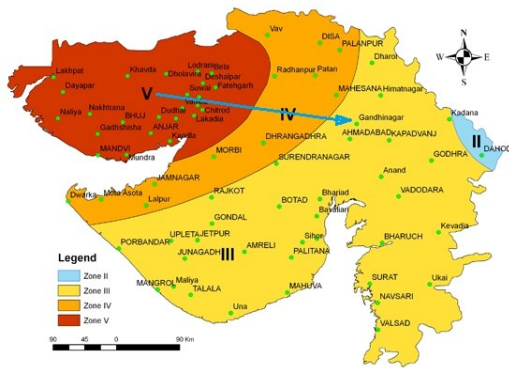 Vav
DISA
PALANPUR
N
W
E
S
Lodrani
Bela
Lakhpat
Khavda
Dholavira
Deshalpar
Dharoi
Dayapar
Fatehgarh
Radhanpur
Patan
V
Suwai
MAHESANA
Himatnagar
Naliya
Nakhtrana
BHUJ
Dudhai
Chitrod
Lakadia
IV
Gandhinagar
Kadana
Gadhshisha
ANJAR
Kandla
DHRANGADHRA
AHMADABAD
KAPADVANJ
II
MANDVI
Mundra
MORBI
SURENDRANAGAR
GODHRA
DAHOD
JAMNAGAR
Anand
Dwarka
Mota Asota
Lalpur
RAJKOT
BOTAD
Bharjad
VADODARA
Bavaliari
GONDAL
Kevadia
PORBANDAR
UPLETA
JETPUR
Sihor
BHARUCH
JUNAGADH
III
AMRELI
PALITANA
Legend
Zone II
Zone III
Zone IV
Zone V
MANGROL
Maliya
TALALA
MAHUVA
SURAT
Ukai
NAVSARI
Una
VALSAD
90 45 0 90 Km